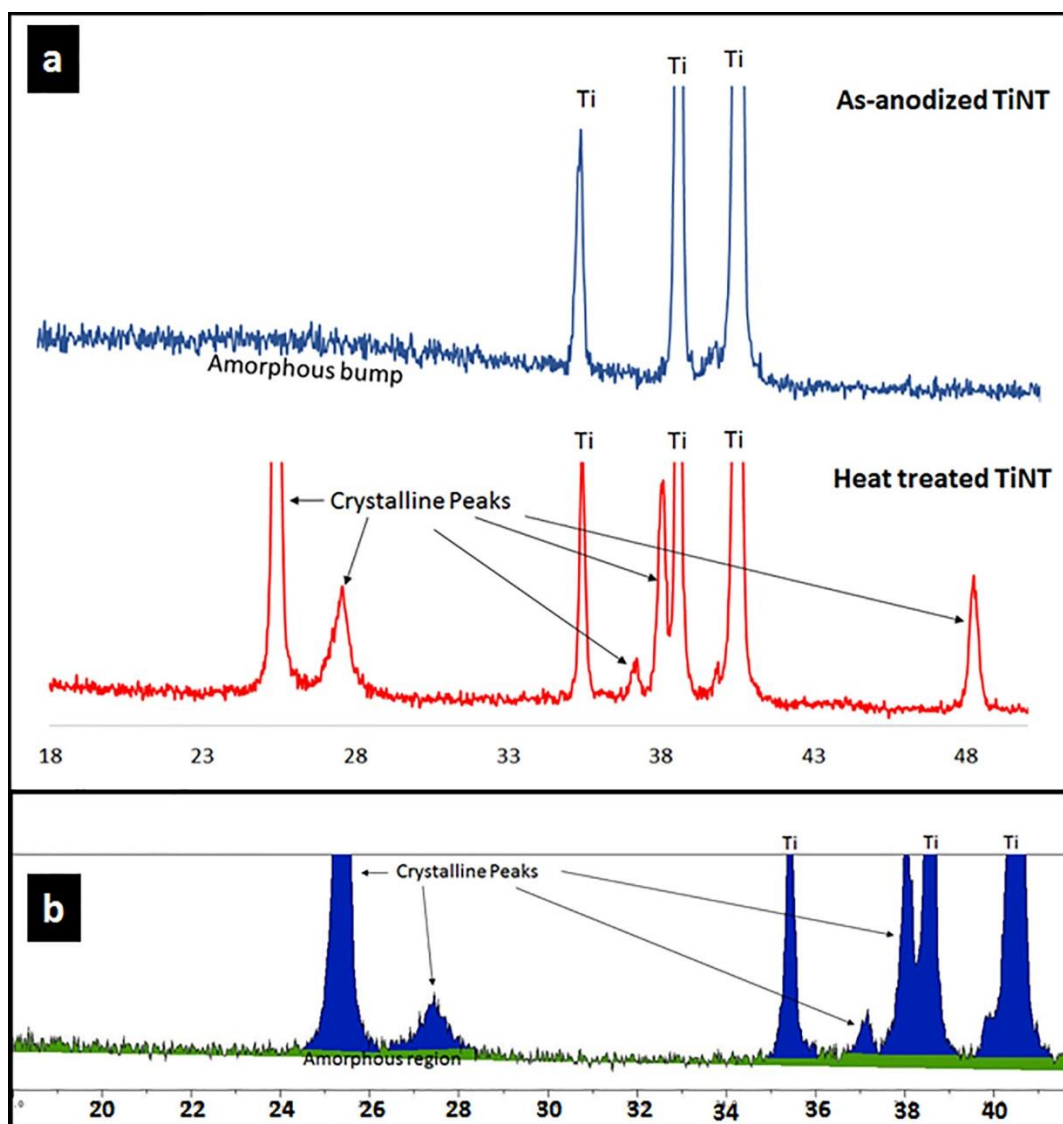 a
Ti
Ti
Ti
As-anodized TiNT
Amorphous bump
Ti
Ti
Ti
Heat treated TiNT
Crystalline Peaks
18 23 28 33 38 43 48
b
Ti
Ti
Ti
Crystalline Peaks
Amorphous region
20 22 24 26 28 30 32 34 36 38 40